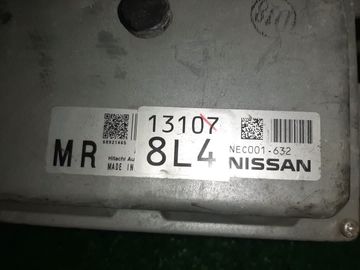 13107
MR
8L4
Hitachi Au
MADE IN
NEC001-632
NISSAN